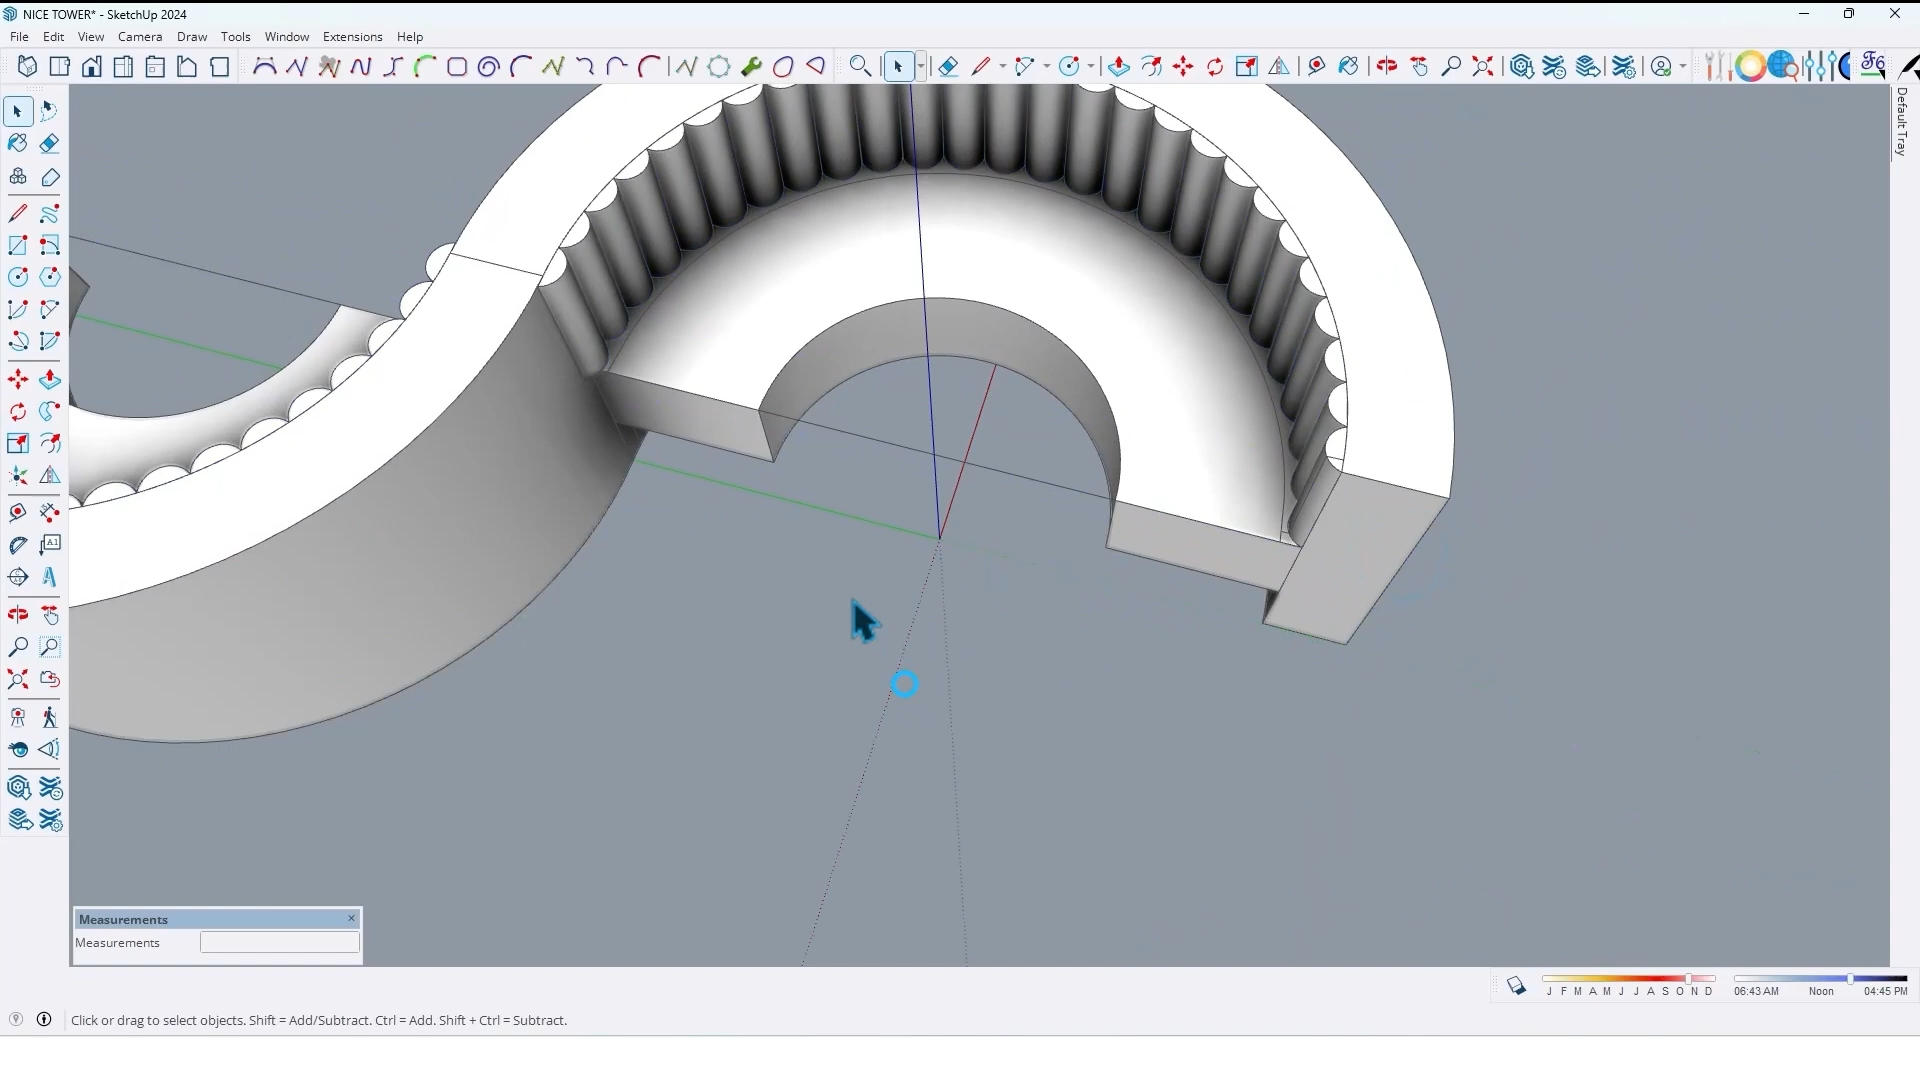 NICE TOWER* - SketchUp 2024
File Edit View Camera Draw Tools Window Extensions Help
Default Tray
A1
A
Measurements
Measurements
J F M A M J J A S O N D 06:43 AM Noon 04:45 PM
Click or drag to select objects. Shift = Add/Subtract. Ctrl = Add. Shift + Ctrl = Subtract.